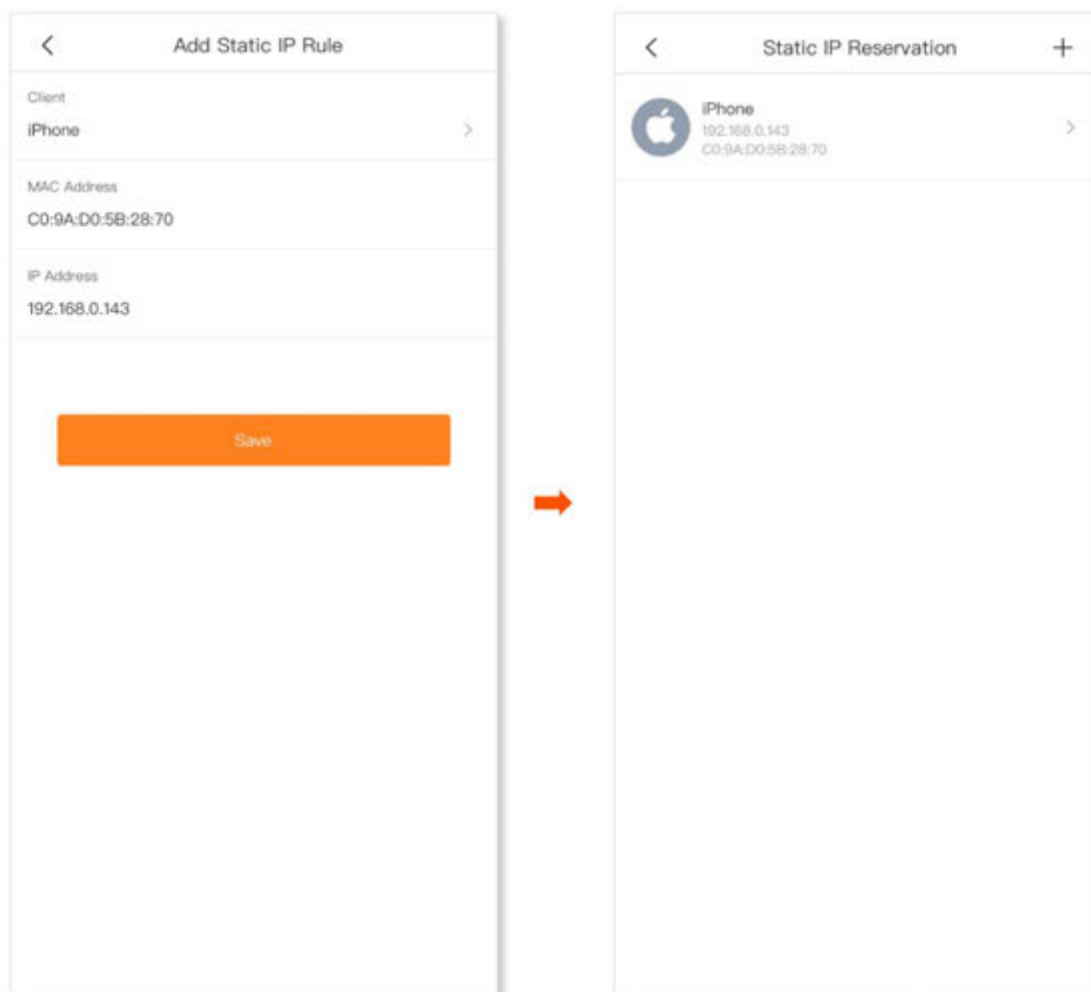 Add Static IP Rule
Client
iPhone
MAC Address
C0:9A:D0:5B:28:70
IP Address
192.168.0.143
Save
Static IP Reservation
iPhone
192.168.0.143
C0:9A:D0:5B:28:70